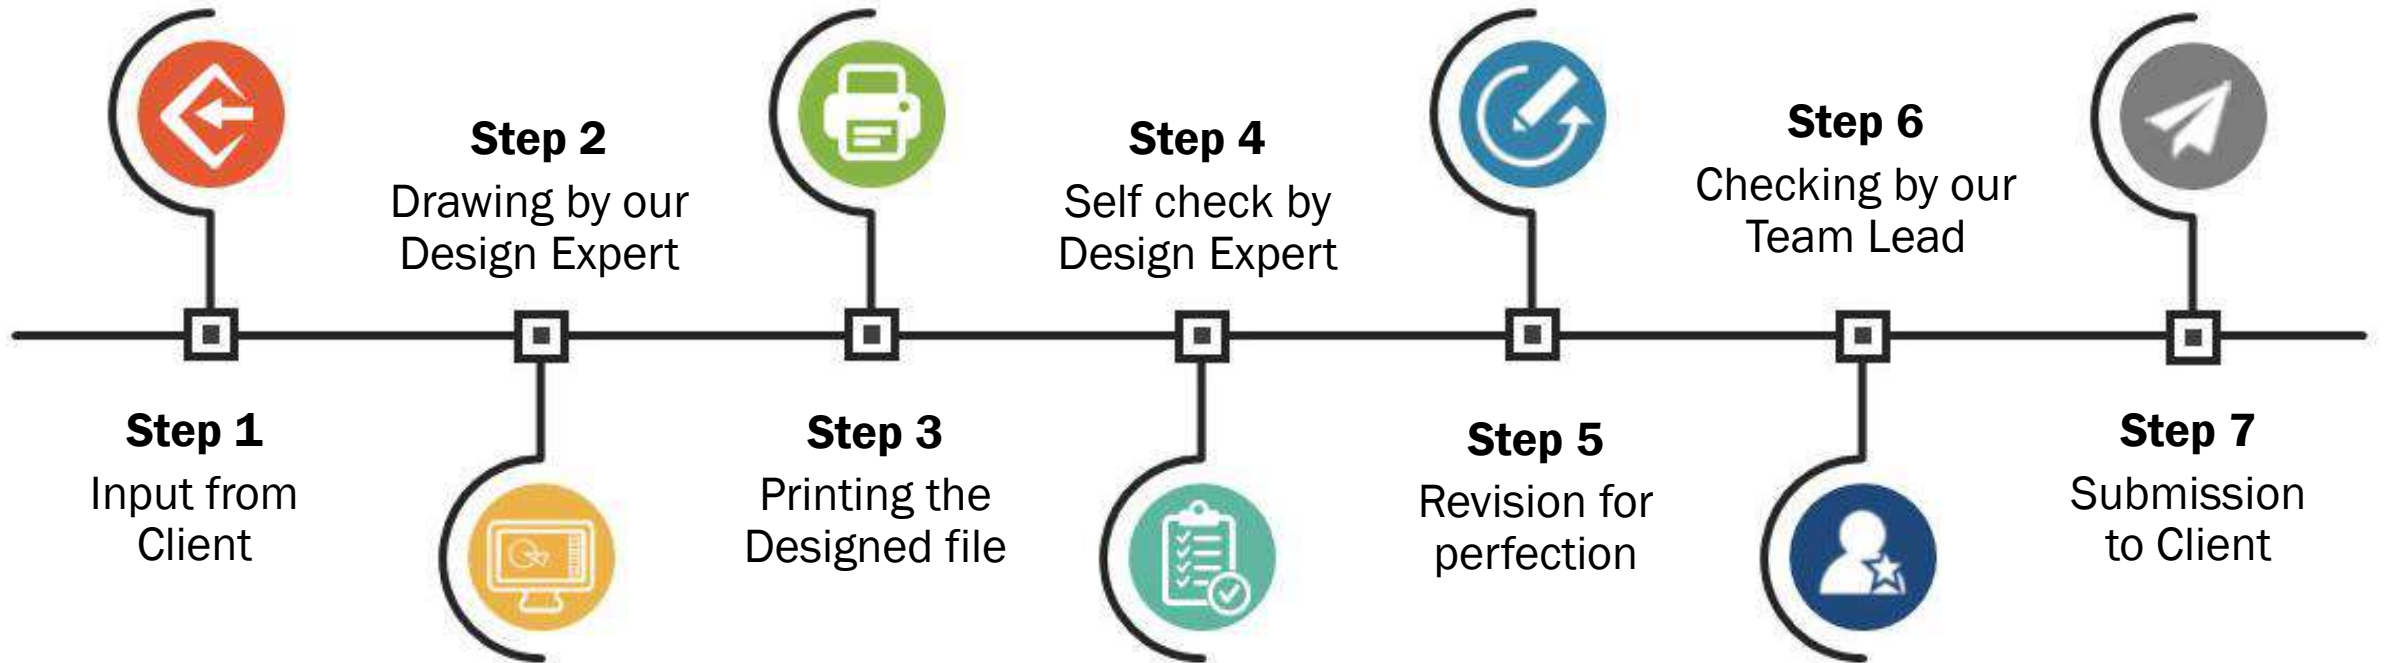 Step 1
Input from
Client
Step 2
Drawing by our
Design Expert
Step 3
Printing the
Designed file
Step 4
Self check by
Design Expert
Step 5
Revision for
perfection
Step 6
Checking by our
Team Lead
Step 7
Submission
to Client